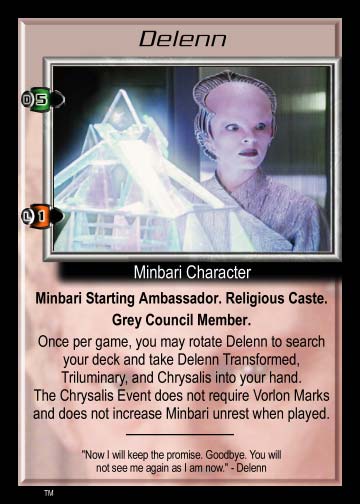 Delenn
D 5
L 1
Minbari Character
Minbari Starting Ambassador. Religious Caste.
Grey Council Member.
Once per game, you may rotate Delenn to search
your deck and take Delenn Transformed,
Triluminary, and Chrysalis into your hand.
The Chrysalis Event does not require Vorlon Marks
and does not increase Minbari unrest when played.
"Now I will keep the promise. Goodbye. You will
not see me again as I am now." - Delenn
TM